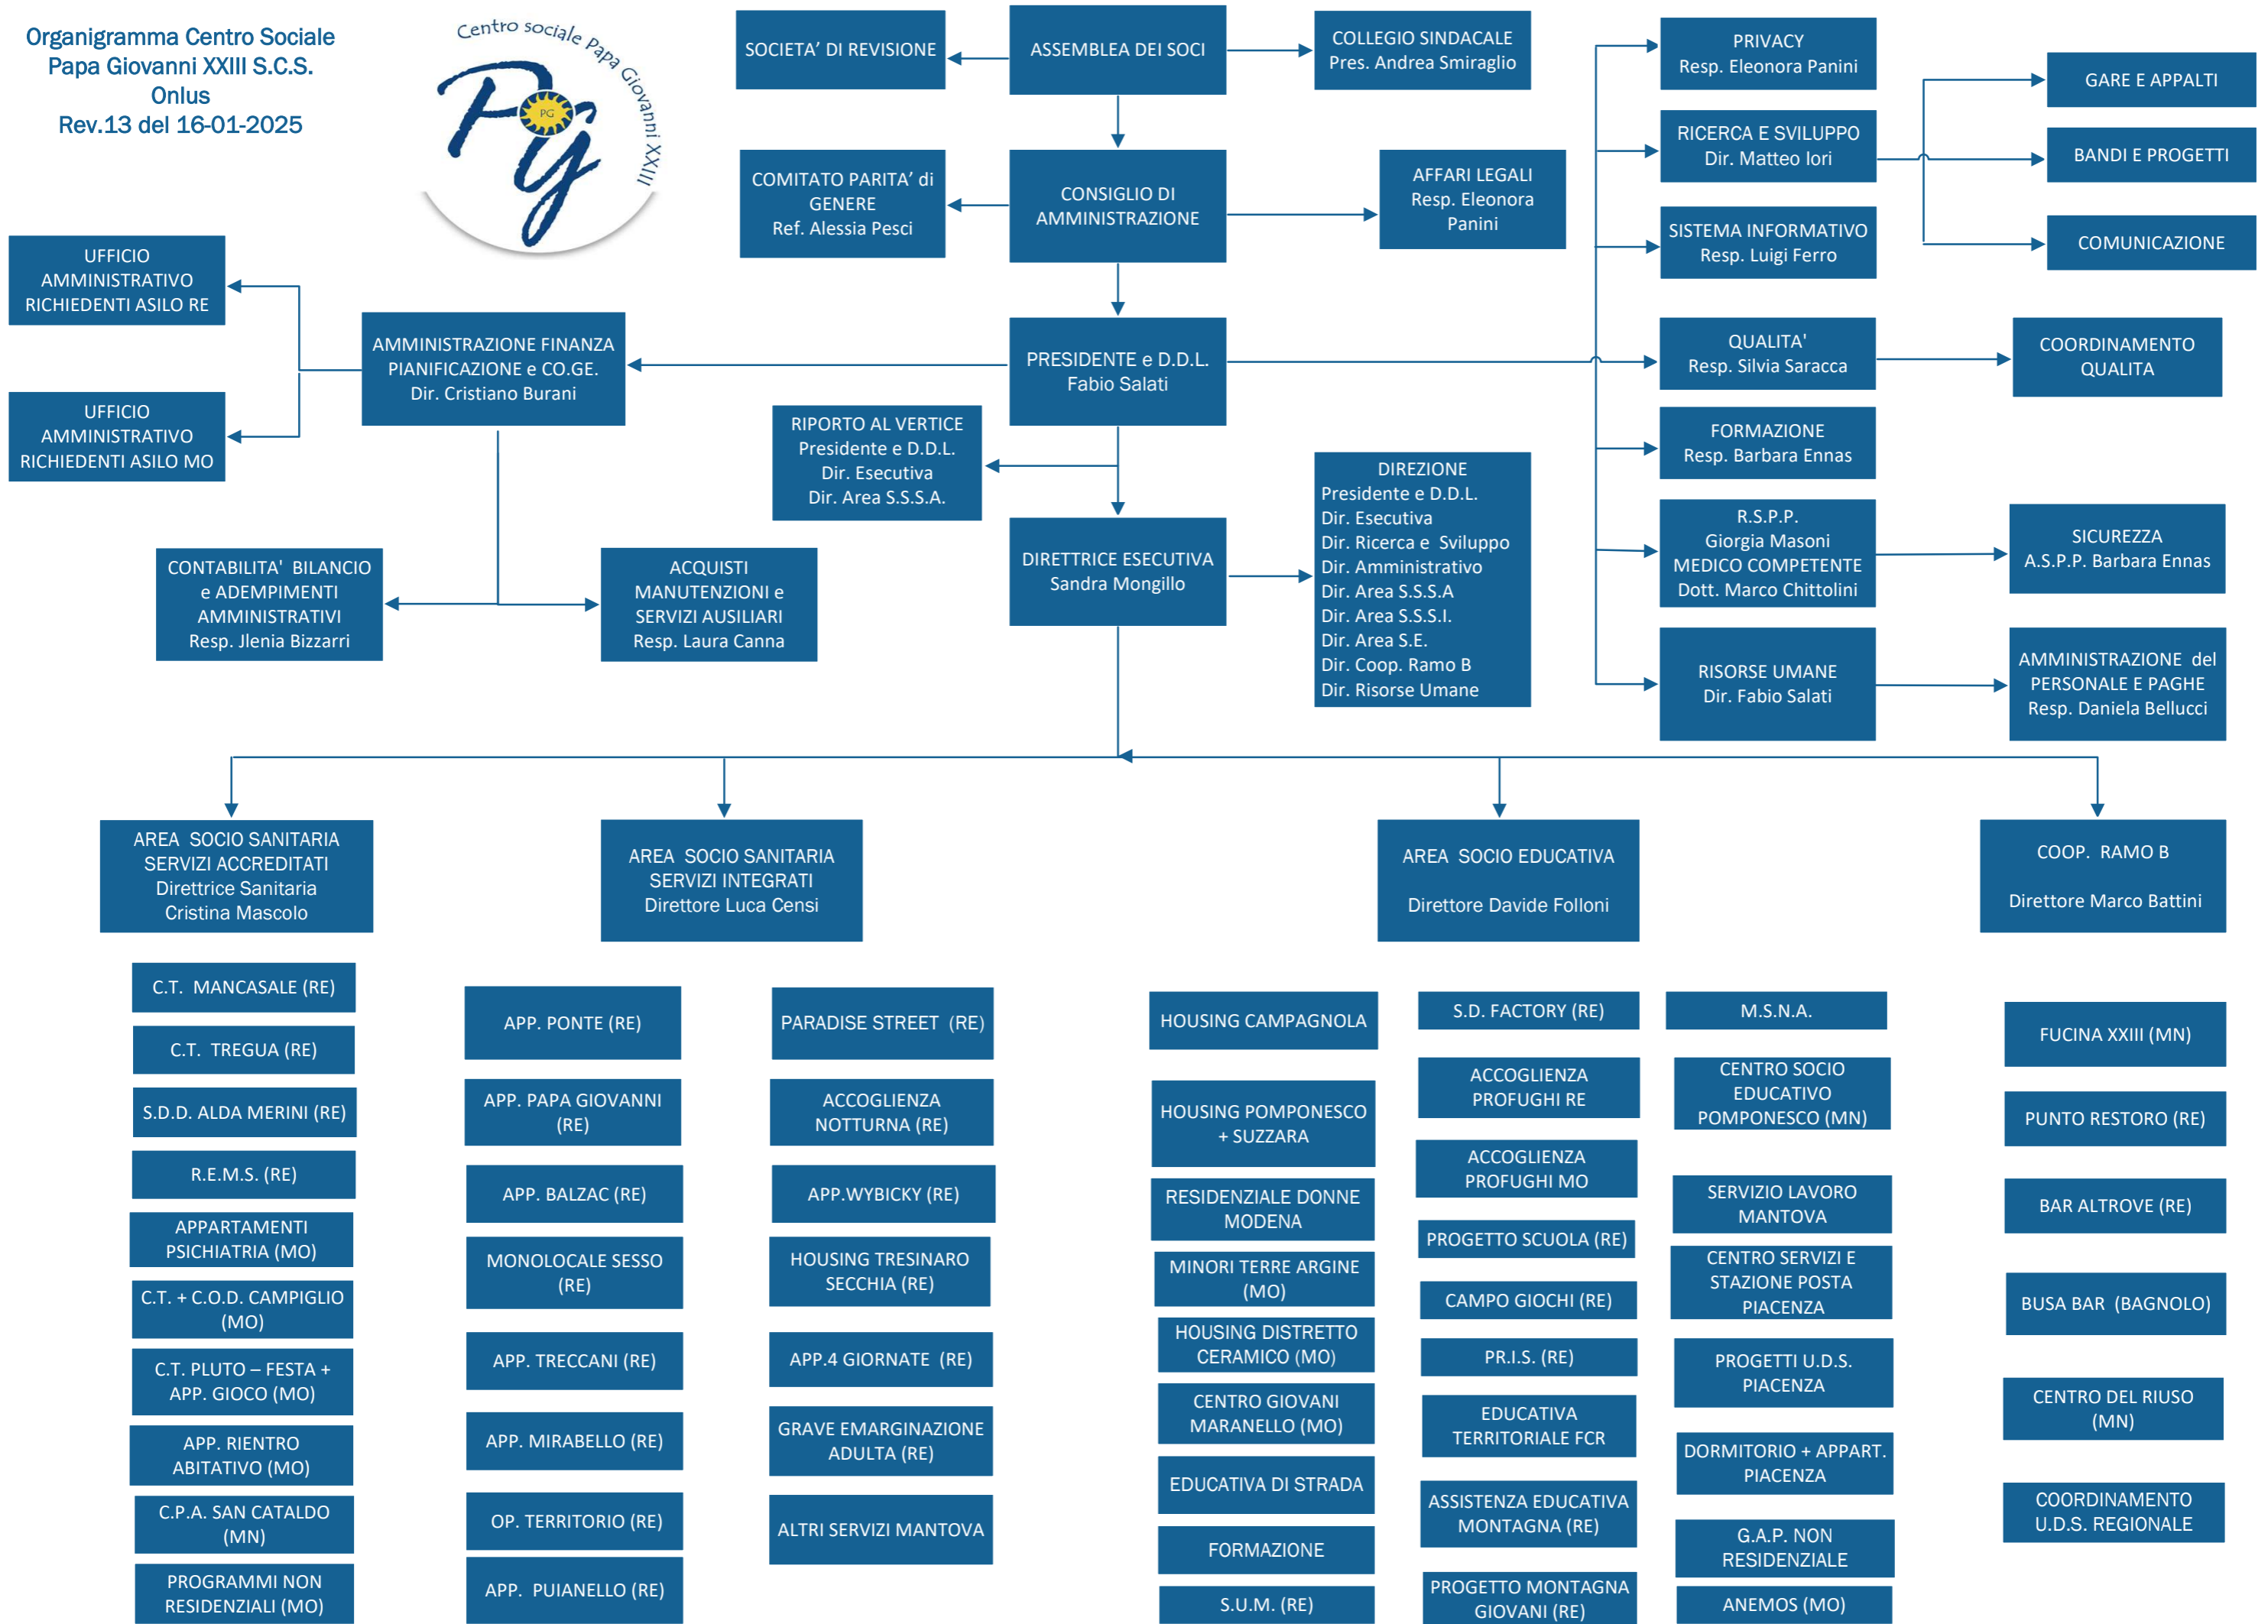 Organigramma Centro Sociale
Papa Giovanni XXIII S.C.S.
Onlus
Rev.13 del 16-01-2025
Centro sociale Papa Giovanni XXIII
PG
SOCIETA’ DI REVISIONE
ASSEMBLEA DEI SOCI
COLLEGIO SINDACALE
Pres. Andrea Smiraglio
COMITATO PARITA’ di
GENERE
Ref. Alessia Pesci
CONSIGLIO DI
AMMINISTRAZIONE
AFFARI LEGALI
Resp. Eleonora
Panini
PRIVACY
Resp. Eleonora Panini
RICERCA E SVILUPPO
Dir. Matteo Iori
SISTEMA INFORMATIVO
Resp. Luigi Ferro
GARE E APPALTI
BANDI E PROGETTI
COMUNICAZIONE
UFFICIO
AMMINISTRATIVO
RICHIEDENTI ASILO RE
UFFICIO
AMMINISTRATIVO
RICHIEDENTI ASILO MO
AMMINISTRAZIONE FINANZA
PIANIFICAZIONE e CO.GE.
Dir. Cristiano Burani
PRESIDENTE e D.D.L.
Fabio Salati
QUALITA'
Resp. Silvia Saracca
COORDINAMENTO
QUALITA
RIPORTO AL VERTICE
Presidente e D.D.L.
Dir. Esecutiva
Dir. Area S.S.S.A.
FORMAZIONE
Resp. Barbara Ennas
DIREZIONE
Presidente e D.D.L.
Dir. Esecutiva
Dir. Ricerca e Sviluppo
Dir. Amministrativo
Dir. Area S.S.S.A
Dir. Area S.S.S.I.
Dir. Area S.E.
Dir. Coop. Ramo B
Dir. Risorse Umane
DIRETTRICE ESECUTIVA
Sandra Mongillo
R.S.P.P.
Giorgia Masoni
MEDICO COMPETENTE
Dott. Marco Chittolini
SICUREZZA
A.S.P.P. Barbara Ennas
CONTABILITA' BILANCIO
e ADEMPIMENTI
AMMINISTRATIVI
Resp. Jlenia Bizzarri
ACQUISTI
MANUTENZIONI e
SERVIZI AUSILIARI
Resp. Laura Canna
RISORSE UMANE
Dir. Fabio Salati
AMMINISTRAZIONE del
PERSONALE E PAGHE
Resp. Daniela Bellucci
AREA SOCIO SANITARIA
SERVIZI ACCREDITATI
Direttrice Sanitaria
Cristina Mascolo
AREA SOCIO SANITARIA
SERVIZI INTEGRATI
Direttore Luca Censi
AREA SOCIO EDUCATIVA
Direttore Davide Folloni
COOP. RAMO B
Direttore Marco Battini
C.T. MANCASALE (RE)
C.T. TREGUA (RE)
S.D.D. ALDA MERINI (RE)
R.E.M.S. (RE)
APPARTAMENTI
PSICHIATRIA (MO)
C.T. + C.O.D. CAMPIGLIO
(MO)
C.T. PLUTO – FESTA +
APP. GIOCO (MO)
APP. RIENTRO
ABITATIVO (MO)
C.P.A. SAN CATALDO
(MN)
PROGRAMMI NON
RESIDENZIALI (MO)
APP. PONTE (RE)
APP. PAPA GIOVANNI
(RE)
APP. BALZAC (RE)
MONOLOCALE SESSO
(RE)
APP. TRECCANI (RE)
APP. MIRABELLO (RE)
OP. TERRITORIO (RE)
APP. PUIANELLO (RE)
PARADISE STREET (RE)
ACCOGLIENZA
NOTTURNA (RE)
APP.WYBICKY (RE)
HOUSING TRESINARO
SECCHIA (RE)
APP.4 GIORNATE (RE)
GRAVE EMARGINAZIONE
ADULTA (RE)
ALTRI SERVIZI MANTOVA
HOUSING CAMPAGNOLA
HOUSING POMPONESCO
+ SUZZARA
RESIDENZIALE DONNE
MODENA
MINORI TERRE ARGINE
(MO)
HOUSING DISTRETTO
CERAMICO (MO)
CENTRO GIOVANI
MARANELLO (MO)
EDUCATIVA DI STRADA
FORMAZIONE
S.U.M. (RE)
S.D. FACTORY (RE)
ACCOGLIENZA
PROFUGHI RE
ACCOGLIENZA
PROFUGHI MO
PROGETTO SCUOLA (RE)
CAMPO GIOCHI (RE)
PR.I.S. (RE)
EDUCATIVA
TERRITORIALE FCR
ASSISTENZA EDUCATIVA
MONTAGNA (RE)
PROGETTO MONTAGNA
GIOVANI (RE)
M.S.N.A.
CENTRO SOCIO
EDUCATIVO
POMPONESCO (MN)
SERVIZIO LAVORO
MANTOVA
CENTRO SERVIZI E
STAZIONE POSTA
PIACENZA
PROGETTI U.D.S.
PIACENZA
DORMITORIO + APPART.
PIACENZA
G.A.P. NON
RESIDENZIALE
ANEMOS (MO)
FUCINA XXIII (MN)
PUNTO RESTORO (RE)
BAR ALTROVE (RE)
BUSA BAR (BAGNOLO)
CENTRO DEL RIUSO
(MN)
COORDINAMENTO
U.D.S. REGIONALE